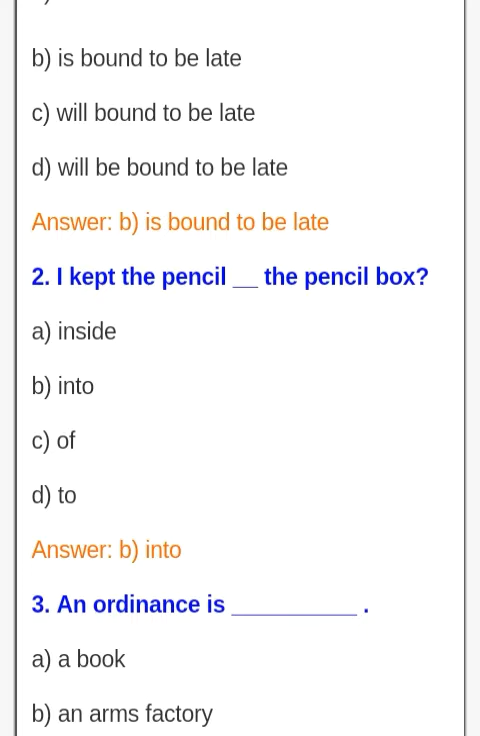 b) is bound to be late
c) will bound to be late
d) will be bound to be late
Answer: b) is bound to be late
2. I kept the pencil __ the pencil box?
a) inside
b) into
c) of
d) to
Answer: b) into
3. An ordinance is __________ .
a) a book
b) an arms factory